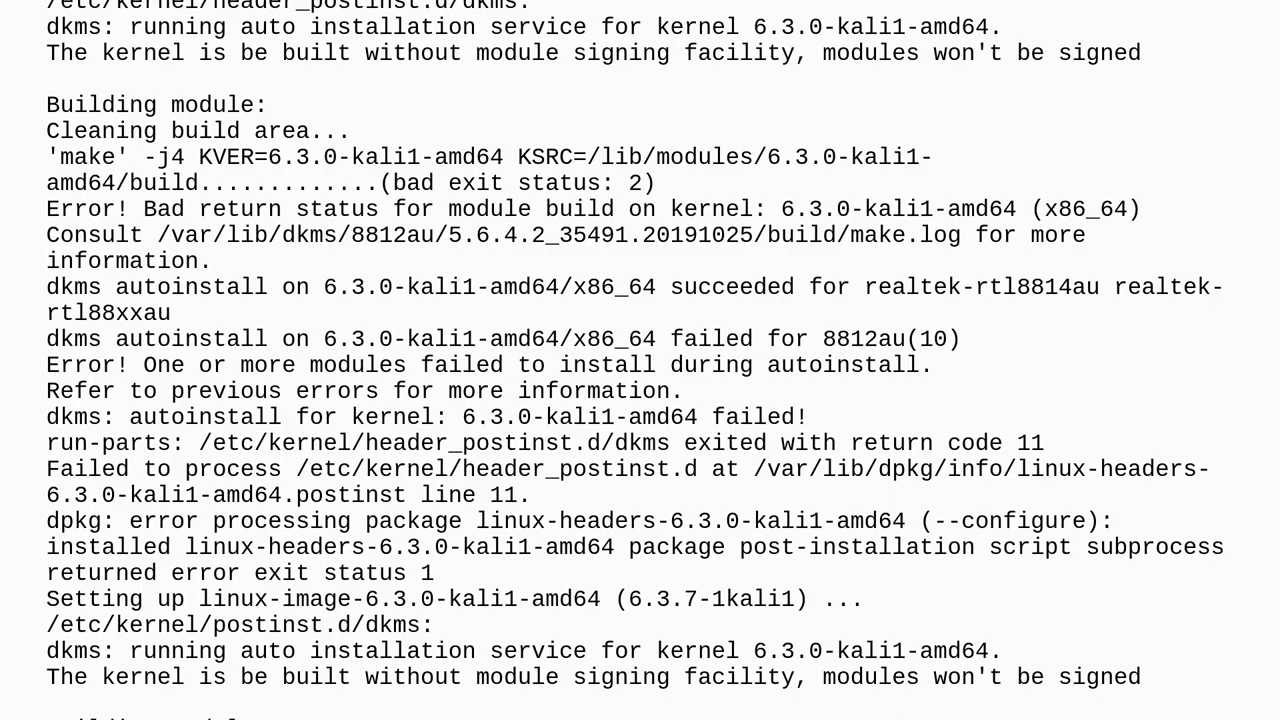 /etc/kernel/header_postinst.d/dkms:
dkms: running auto installation service for kernel 6.3.0-kali1-amd64.
The kernel is be built without module signing facility, modules won't be signed
Building module:
Cleaning build area...
'make' -j4 KVER=6.3.0-kali1-amd64 KSRC=/lib/modules/6.3.0-kali1-
amd64/build.............(bad exit status: 2)
Error! Bad return status for module build on kernel: 6.3.0-kali1-amd64 (x86_64)
Consult /var/lib/dkms/8812au/5.6.4.2_35491.20191025/build/make.log for more
information.
dkms autoinstall on 6.3.0-kali1-amd64/x86_64 succeeded for realtek-rtl8814au realtek-
rtl88xxau
dkms autoinstall on 6.3.0-kali1-amd64/x86_64 failed for 8812au(10)
Error! One or more modules failed to install during autoinstall.
Refer to previous errors for more information.
dkms: autoinstall for kernel: 6.3.0-kali1-amd64 failed!
run-parts: /etc/kernel/header_postinst.d/dkms exited with return code 11
Failed to process /etc/kernel/header_postinst.d at /var/lib/dpkg/info/linux-headers-
6.3.0-kali1-amd64.postinst line 11.
dpkg: error processing package linux-headers-6.3.0-kali1-amd64 (--configure):
installed linux-headers-6.3.0-kali1-amd64 package post-installation script subprocess
returned error exit status 1
Setting up linux-image-6.3.0-kali1-amd64 (6.3.7-1kali1) ...
/etc/kernel/postinst.d/dkms:
dkms: running auto installation service for kernel 6.3.0-kali1-amd64.
The kernel is be built without module signing facility, modules won't be signed